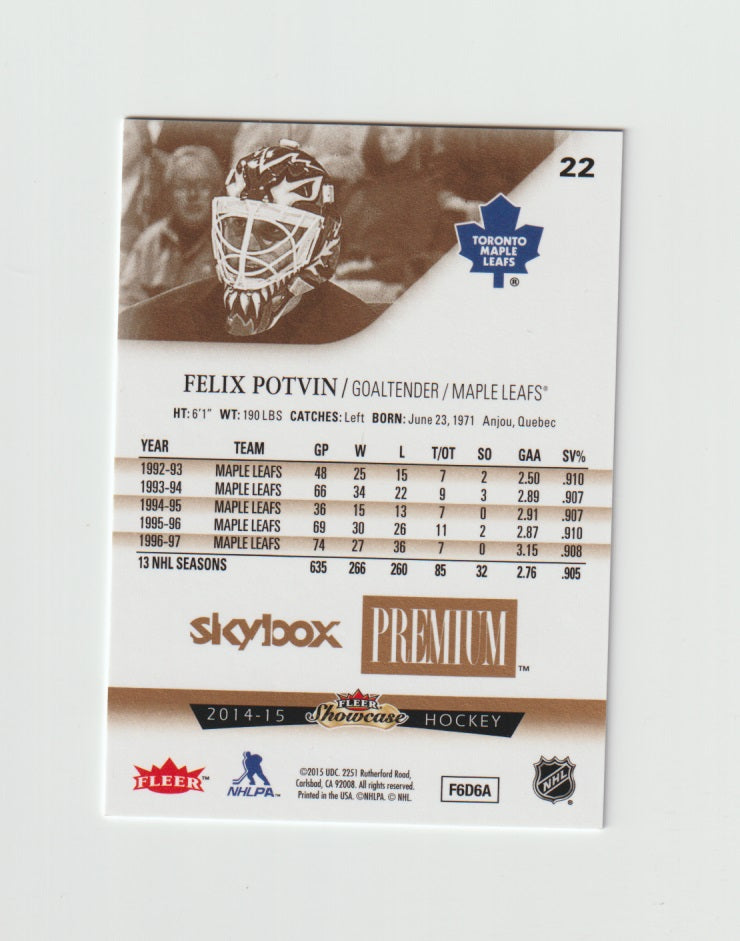 22
TORONTO
MAPLE
LEAFS
®
FELIX POTVIN / GOALTENDER / MAPLE LEAFS®
HT: 6'1" WT: 190 LBS CATCHES: Left BORN: June 23, 1971 Anjou, Quebec
YEAR TEAM GP W L T/OT SO GAA SV%
1992-93 MAPLE LEAFS 48 25 15 7 2 2.50 .910
1993-94 MAPLE LEAFS 66 34 22 9 3 2.89 .907
1994-95 MAPLE LEAFS 36 15 13 7 0 2.91 .907
1995-96 MAPLE LEAFS 69 30 26 11 2 2.87 .910
1996-97 MAPLE LEAFS 74 27 36 7 0 3.15 .908
13 NHL SEASONS 635 266 260 85 32 2.76 .905
skybox PREMIUM ™
FLEER
2014-15 Showcase HOCKEY
FLEER™
NHLPA™
©2015 UDC. 2251 Rutherford Road,
Carlsbad, CA 92008. All rights reserved.
Printed in the USA. ©NHLPA. © NHL.
F6D6A
NHL ®